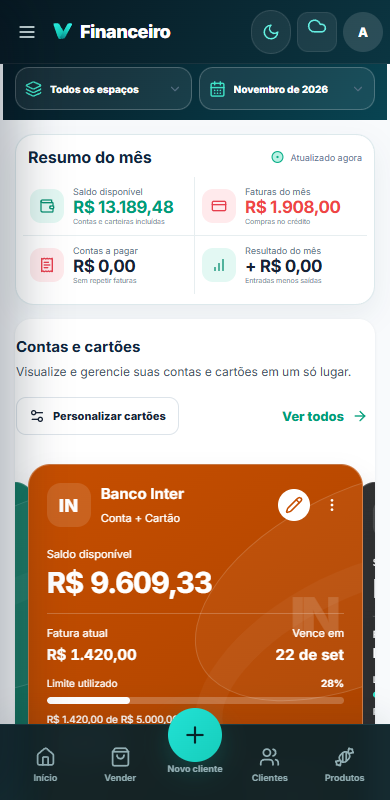 Financeiro
A
Todos os espaços
Novembro de 2026
Resumo do mês
Atualizado agora
Saldo disponível
R$ 13.189,48
Contas e carteiras incluídas
Faturas do mês
R$ 1.908,00
Compras no crédito
Contas a pagar
R$ 0,00
Sem repetir faturas
Resultado do mês
+ R$ 0,00
Entradas menos saídas
Contas e cartões
Visualize e gerencie suas contas e cartões em um só lugar.
Personalizar cartões
Ver todos
IN
Banco Inter
Conta + Cartão
Saldo disponível
R$ 9.609,33
IN
Fatura atual
Vence em
R$ 1.420,00
22 de set
Limite utilizado
28%
R$ 1.420,00 de R$ 5.000,00
Início
Vender
Novo cliente
Clientes
Produtos